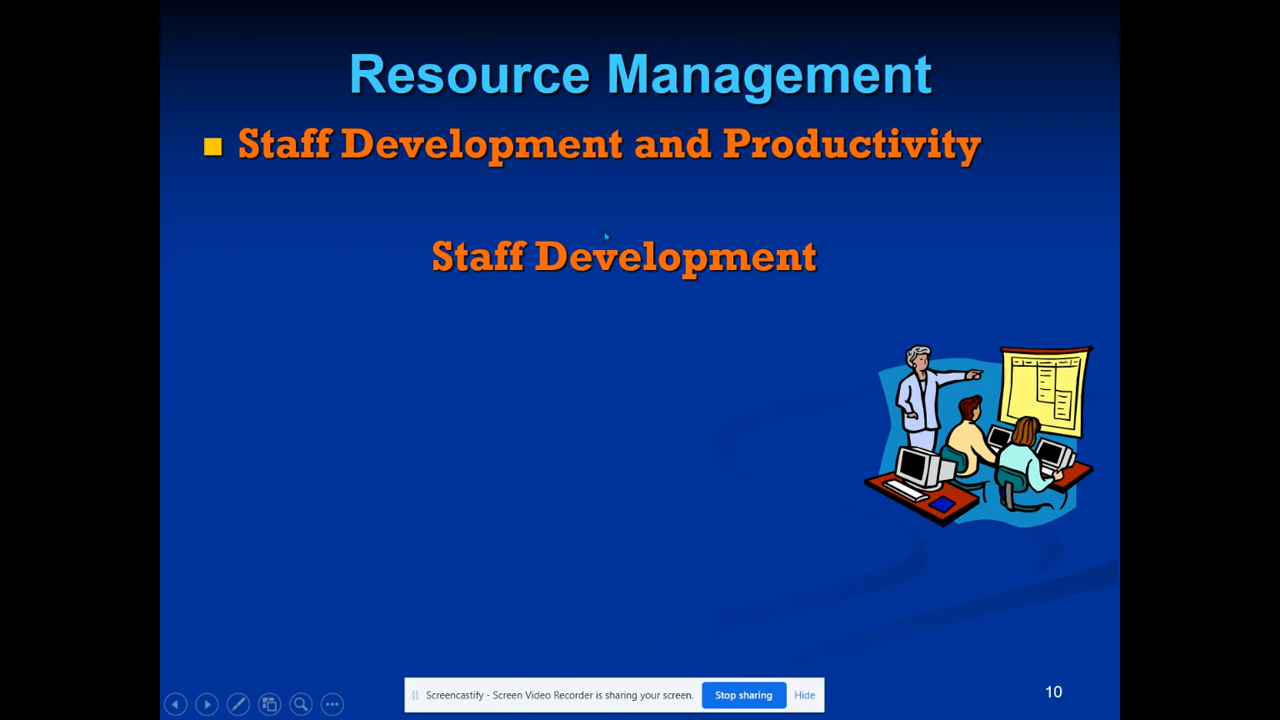 Resource Management
Staff Development and Productivity
Staff Development
Screencastify - Screen Video Recorder is sharing your screen.
Stop sharing
Hide
10